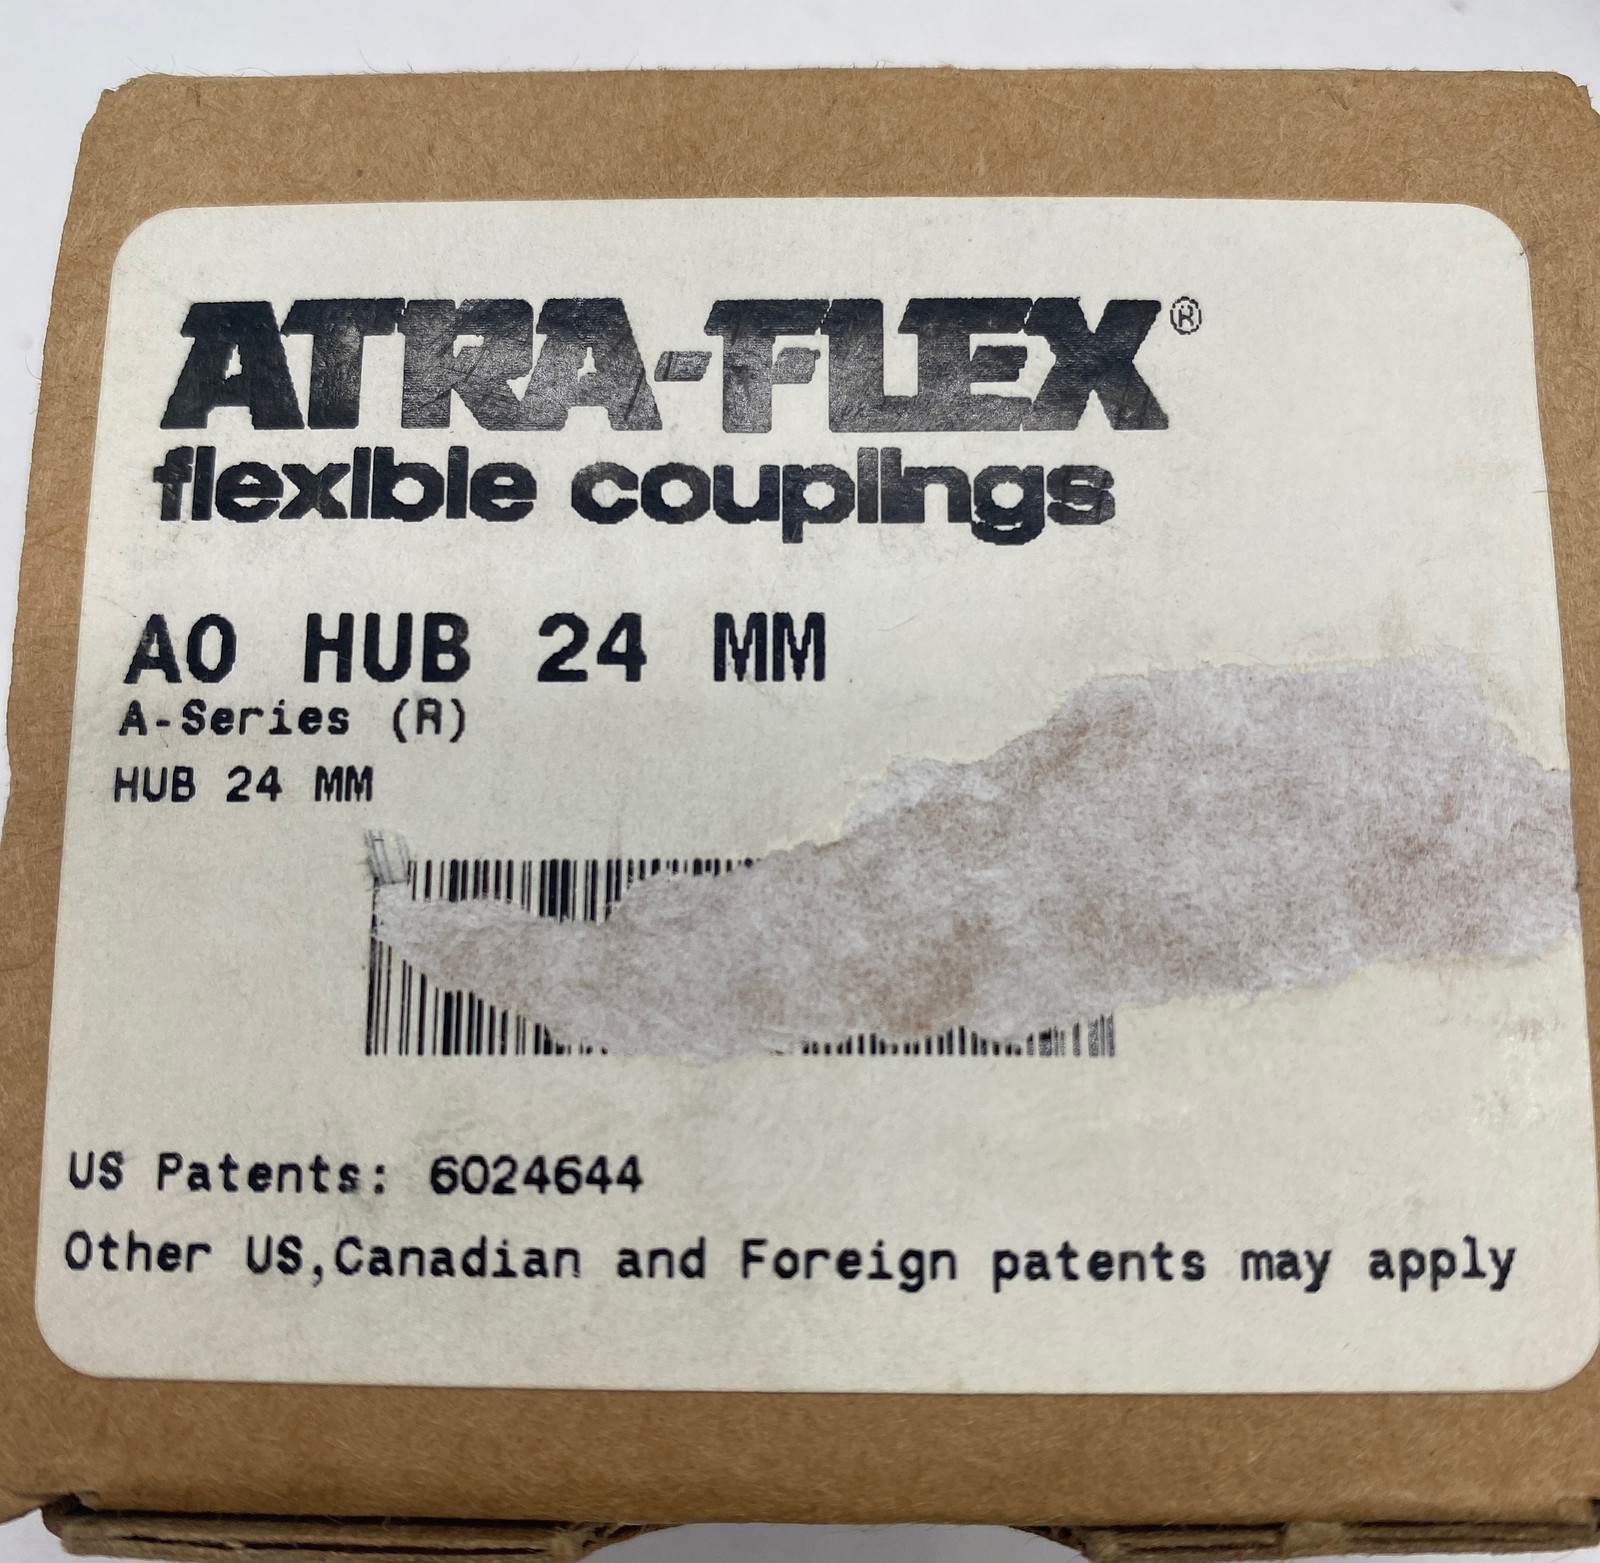 ATRA-FLEX®
flexible couplings
A0 HUB 24 MM
A-Series (R)
HUB 24 MM
US Patents: 6024644
Other US,Canadian and Foreign patents may apply